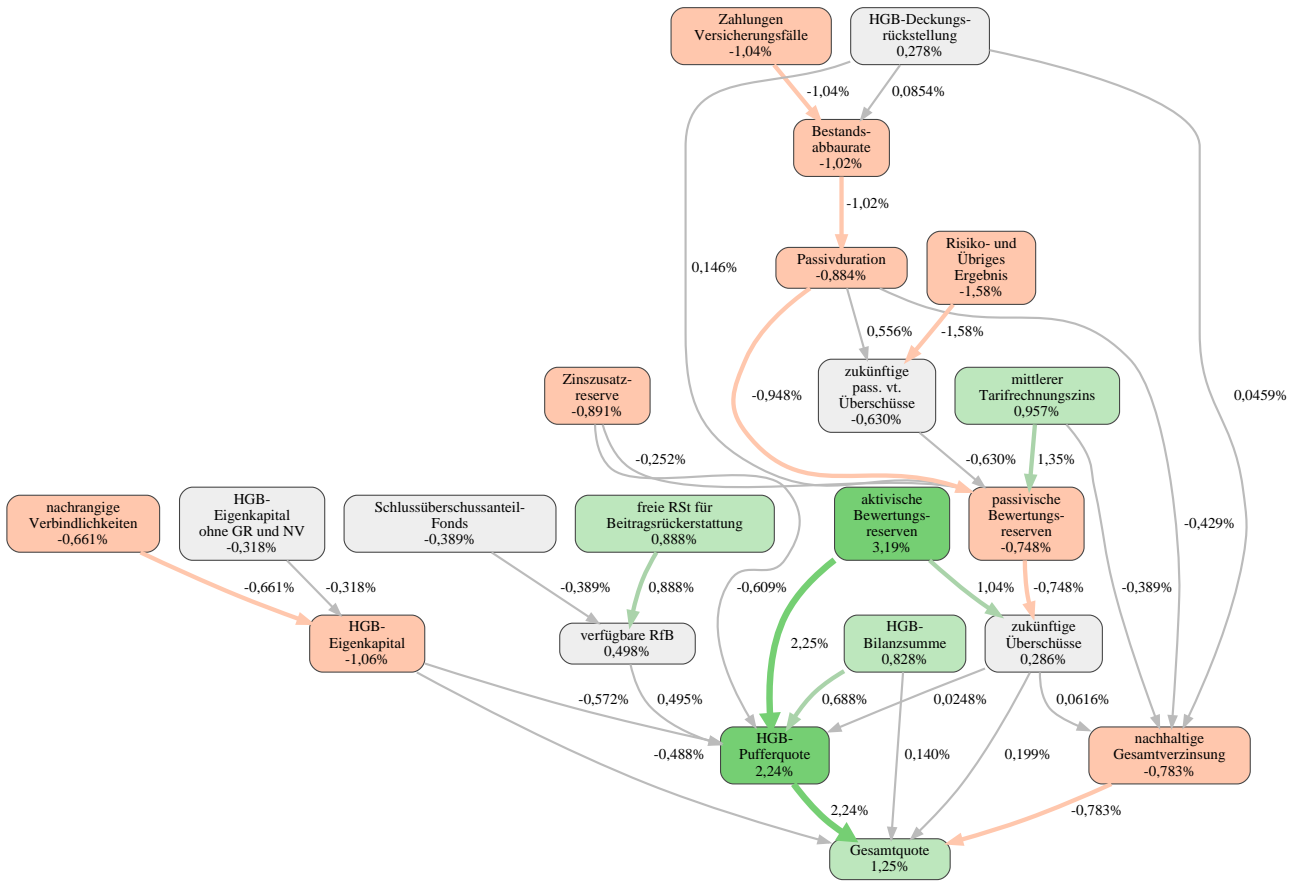 Zahlungen
Versicherungsfälle
-1,04%
HGB-Deckungs-
rückstellung
0,278%
-1,04%
0,0854%
Bestands-
abbaurate
-1,02%
-1,02%
Risiko- und
Übriges
Ergebnis
-1,58%
Passivduration
-0,884%
0,146%
0,556%
-1,58%
Zinszusatz-
reserve
-0,891%
-0,948%
zukünftige
pass. vt.
Überschüsse
-0,630%
mittlerer
Tarifrechnungszins
0,957%
0,0459%
-0,252%
-0,630%
1,35%
nachrangige
Verbindlichkeiten
-0,661%
HGB-
Eigenkapital
ohne GR und NV
-0,318%
Schlussüberschussanteil-
Fonds
-0,389%
freie RSt für
Beitragsrückerstattung
0,888%
aktivische
Bewertungs-
reserven
3,19%
passivische
Bewertungs-
reserven
-0,748%
-0,429%
-0,661%
-0,318%
-0,389%
0,888%
-0,609%
1,04%
-0,748%
-0,389%
HGB-
Eigenkapital
-1,06%
verfügbare RfB
0,498%
2,25%
HGB-
Bilanzsumme
0,828%
zukünftige
Überschüsse
0,286%
-0,572%
0,495%
0,688%
0,0248%
0,0616%
-0,488%
HGB-
Pufferquote
2,24%
0,140%
0,199%
nachhaltige
Gesamtverzinsung
-0,783%
2,24%
-0,783%
Gesamtquote
1,25%